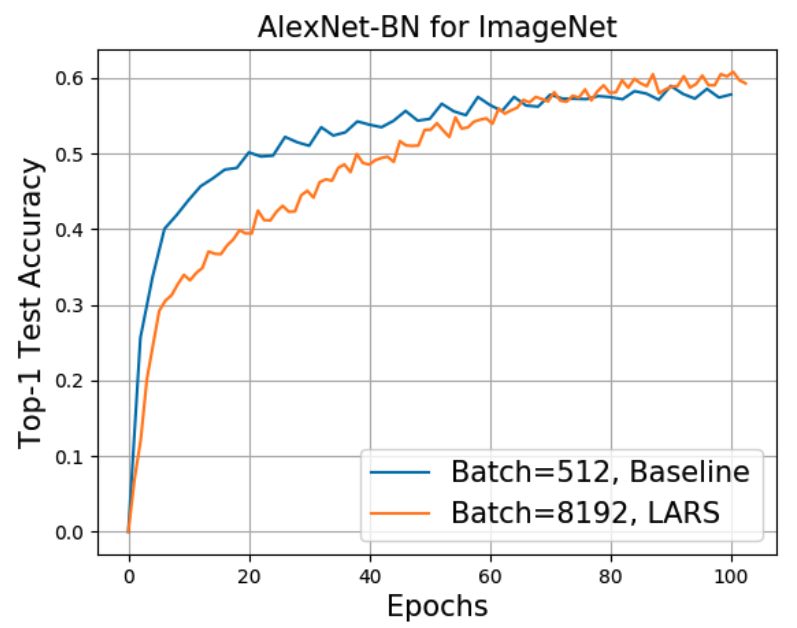 AlexNet-BN for ImageNet
0.6
0.5
0.4
0.3
0.2
0.1
0.0
Top-1 Test Accuracy
Batch=512, Baseline
Batch=8192, LARS
0 20 40 60 80 100
Epochs